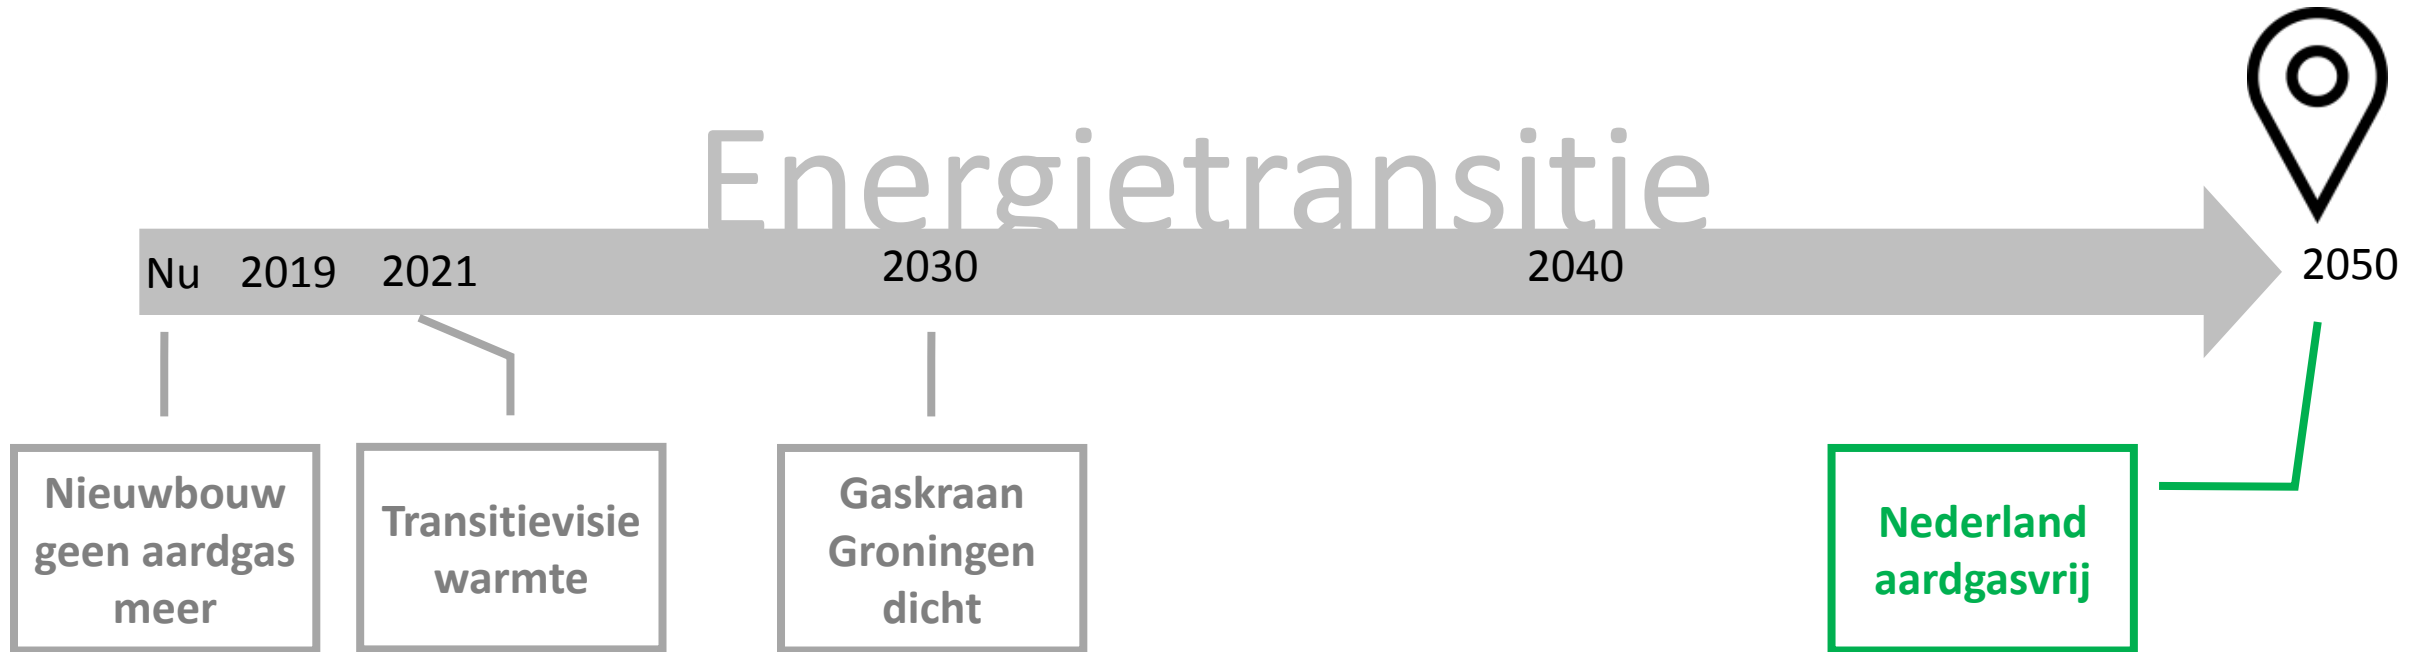 Energietransitie
Nu 2019 2021 2030 2040 2050
Nieuwbouw
geen aardgas
meer
Transitievisie
warmte
Gaskraan
Groningen
dicht
Nederland
aardgasvrij